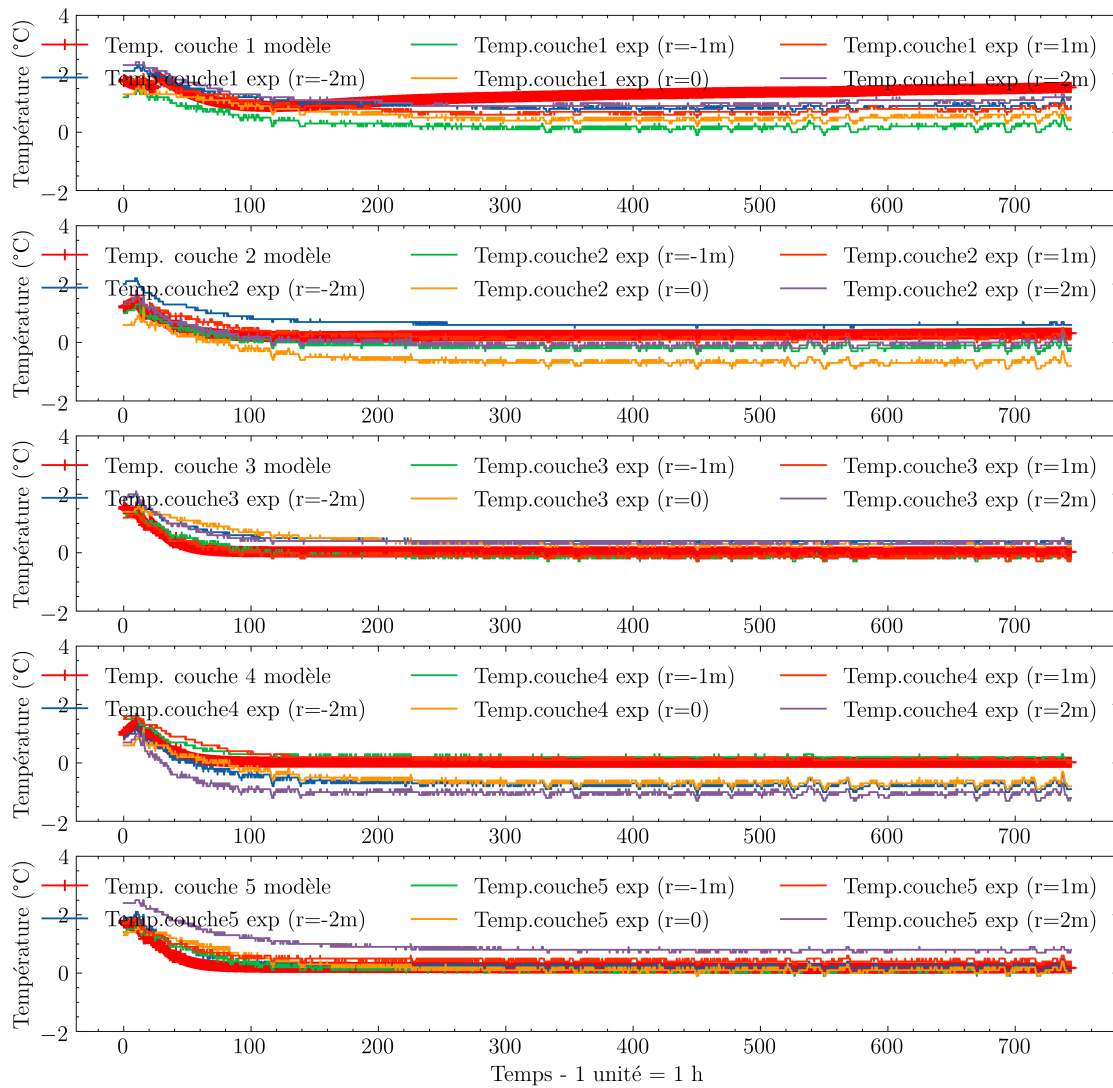 4
2
0
−2
Température (°C)
Temp. couche 1 modèle
Temp.couche1 exp (r=-2m)
Temp.couche1 exp (r=-1m)
Temp.couche1 exp (r=0)
Temp.couche1 exp (r=1m)
Temp.couche1 exp (r=2m)
0 100 200 300 400 500 600 700
4
2
0
−2
Température (°C)
Temp. couche 2 modèle
Temp.couche2 exp (r=-2m)
Temp.couche2 exp (r=-1m)
Temp.couche2 exp (r=0)
Temp.couche2 exp (r=1m)
Temp.couche2 exp (r=2m)
0 100 200 300 400 500 600 700
4
2
0
−2
Température (°C)
Temp. couche 3 modèle
Temp.couche3 exp (r=-2m)
Temp.couche3 exp (r=-1m)
Temp.couche3 exp (r=0)
Temp.couche3 exp (r=1m)
Temp.couche3 exp (r=2m)
0 100 200 300 400 500 600 700
4
2
0
−2
Température (°C)
Temp. couche 4 modèle
Temp.couche4 exp (r=-2m)
Temp.couche4 exp (r=-1m)
Temp.couche4 exp (r=0)
Temp.couche4 exp (r=1m)
Temp.couche4 exp (r=2m)
0 100 200 300 400 500 600 700
4
2
0
−2
Température (°C)
Temp. couche 5 modèle
Temp.couche5 exp (r=-2m)
Temp.couche5 exp (r=-1m)
Temp.couche5 exp (r=0)
Temp.couche5 exp (r=1m)
Temp.couche5 exp (r=2m)
0 100 200 300 400 500 600 700
Temps - 1 unité = 1 h